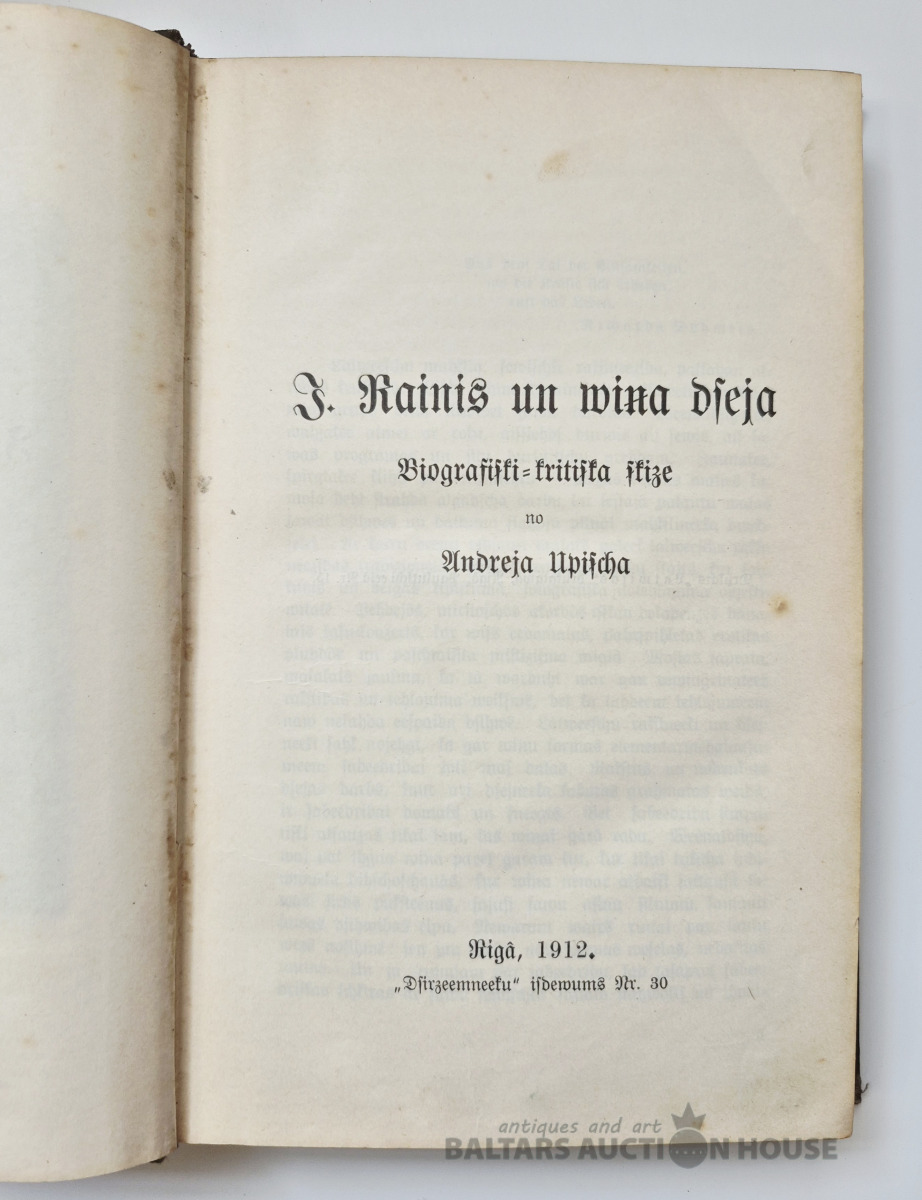 J. Rainis un wiņa dſeja
Biografiſki-kritiſka ſkize
no
Andreja Upiſcha
Rigâ, 1912.
„Dſirzeemneeku“ iſdewums Nr. 30
antiques and art
BALTARS AUCTION HOUSE